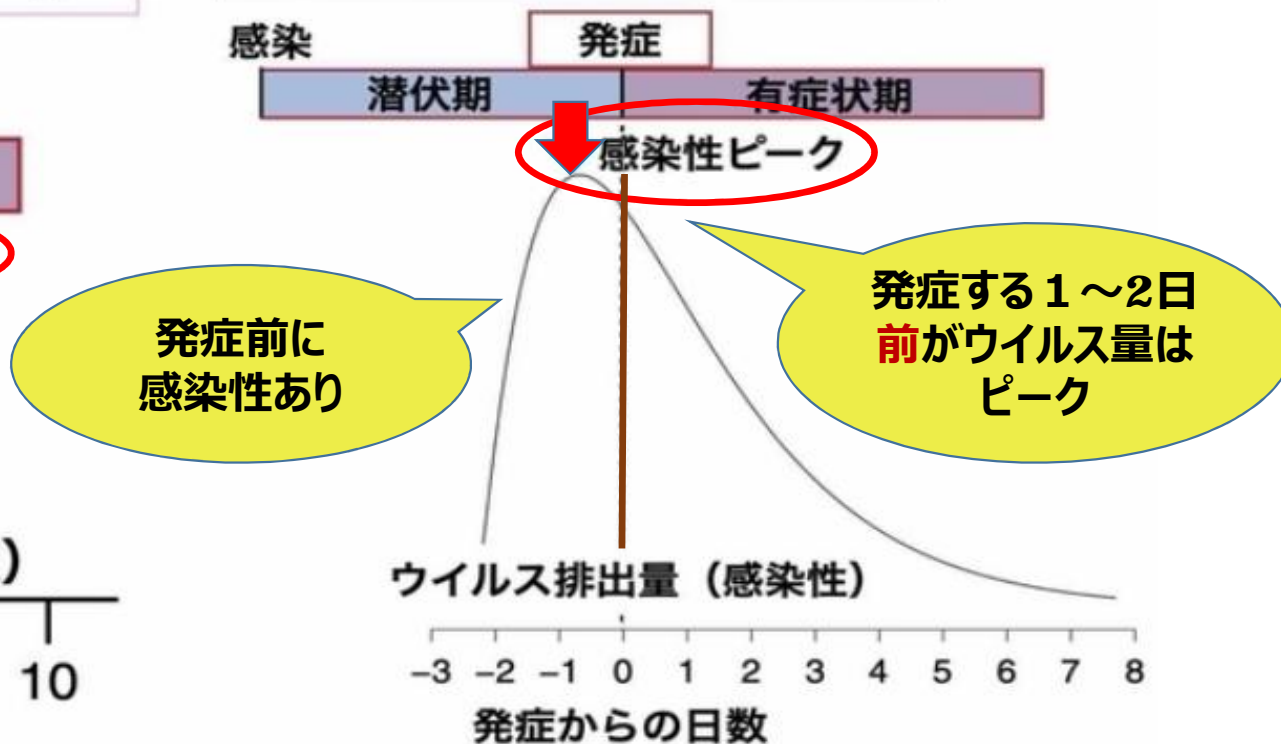 感染
発症
潜伏期
有症状期
感染性ピーク
発症前に
感染性あり
発症する１～2日
前がウイルス量は
ピーク
)
10
ウイルス排出量（感染性）
-3 -2 -1 0 1 2 3 4 5 6 7 8
発症からの日数